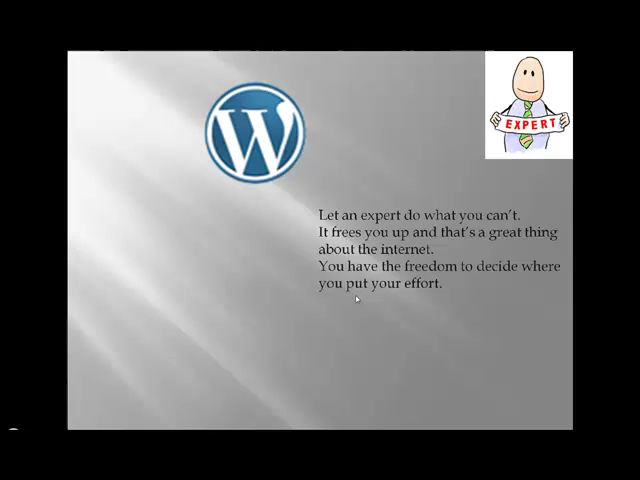 W
EXPERT
Let an expert do what you can't.
It frees you up and that's a great thing
about the internet.
You have the freedom to decide where
you put your effort.